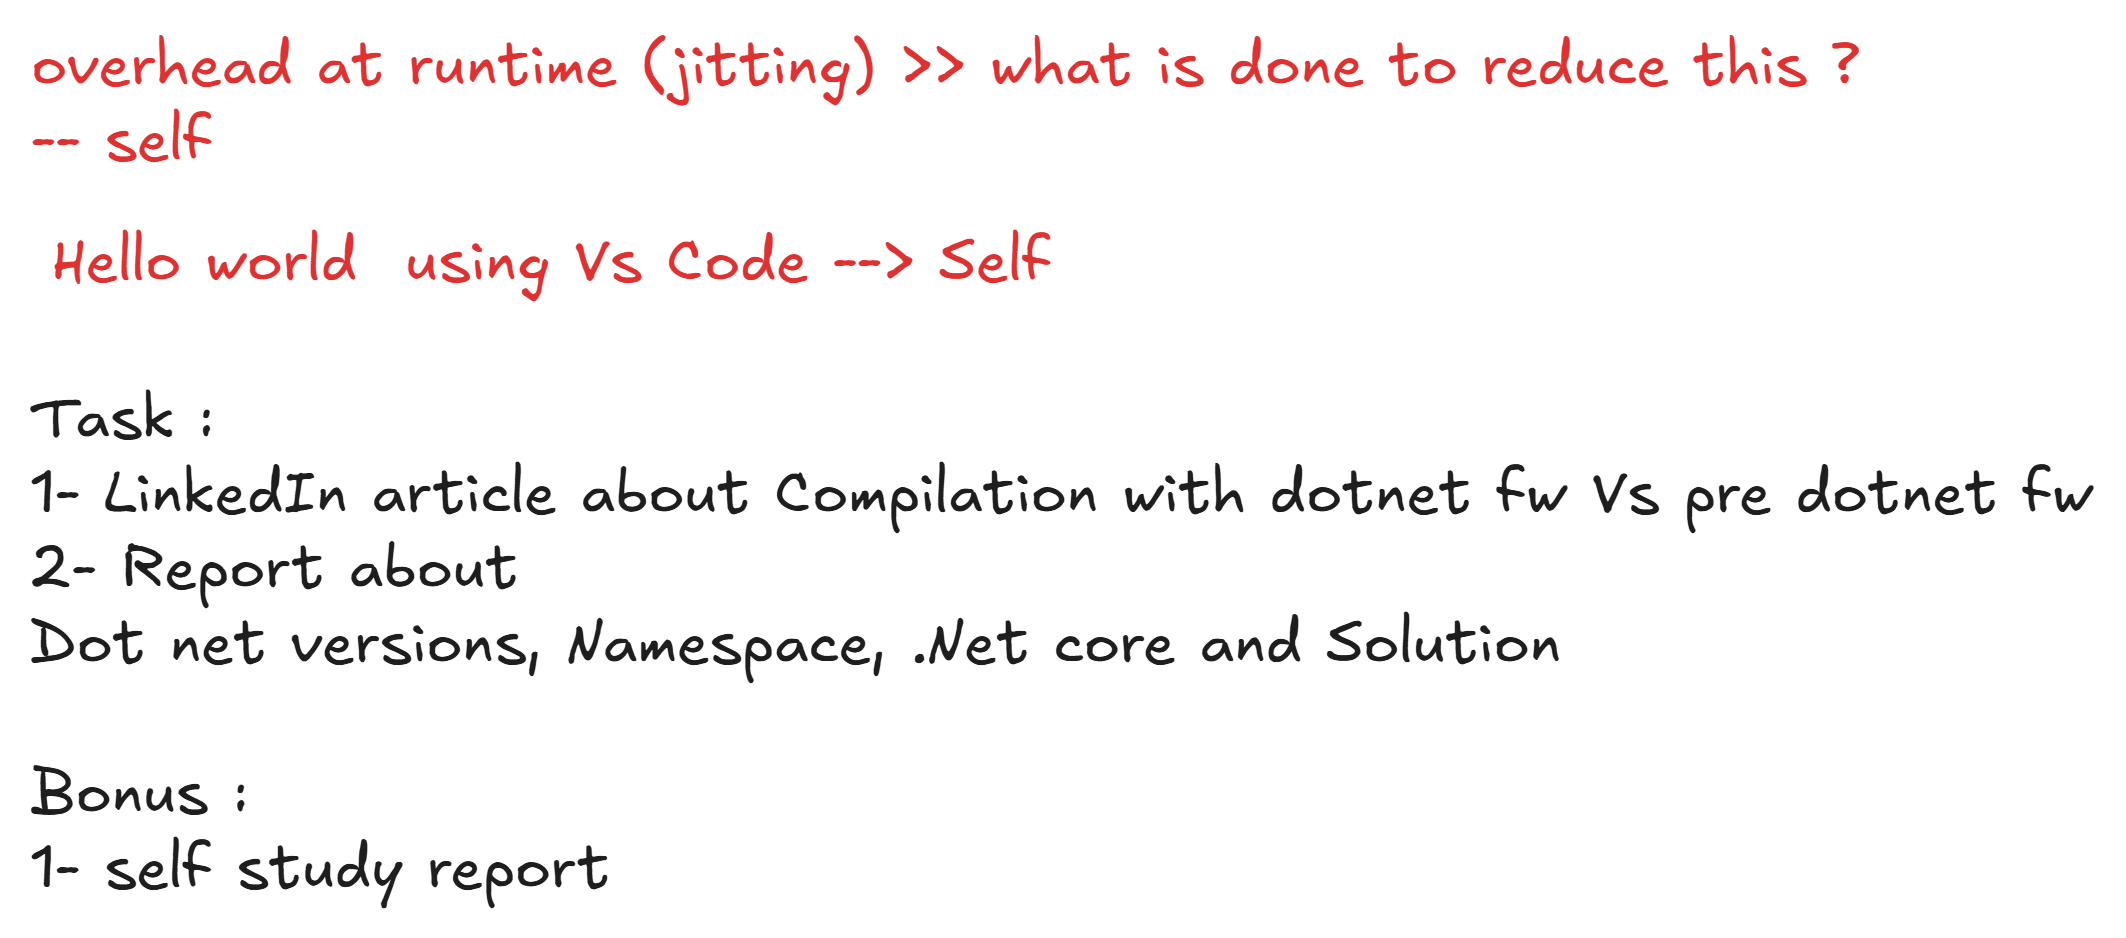 overhead at runtime (jitting) >> what is done to reduce this ?
-- self
Hello world using Vs Code --> Self
Task :
1- LinkedIn article about Compilation with dotnet fw Vs pre dotnet fw
2- Report about
Dot net versions, Namespace, .Net core and Solution
Bonus :
1- self study report